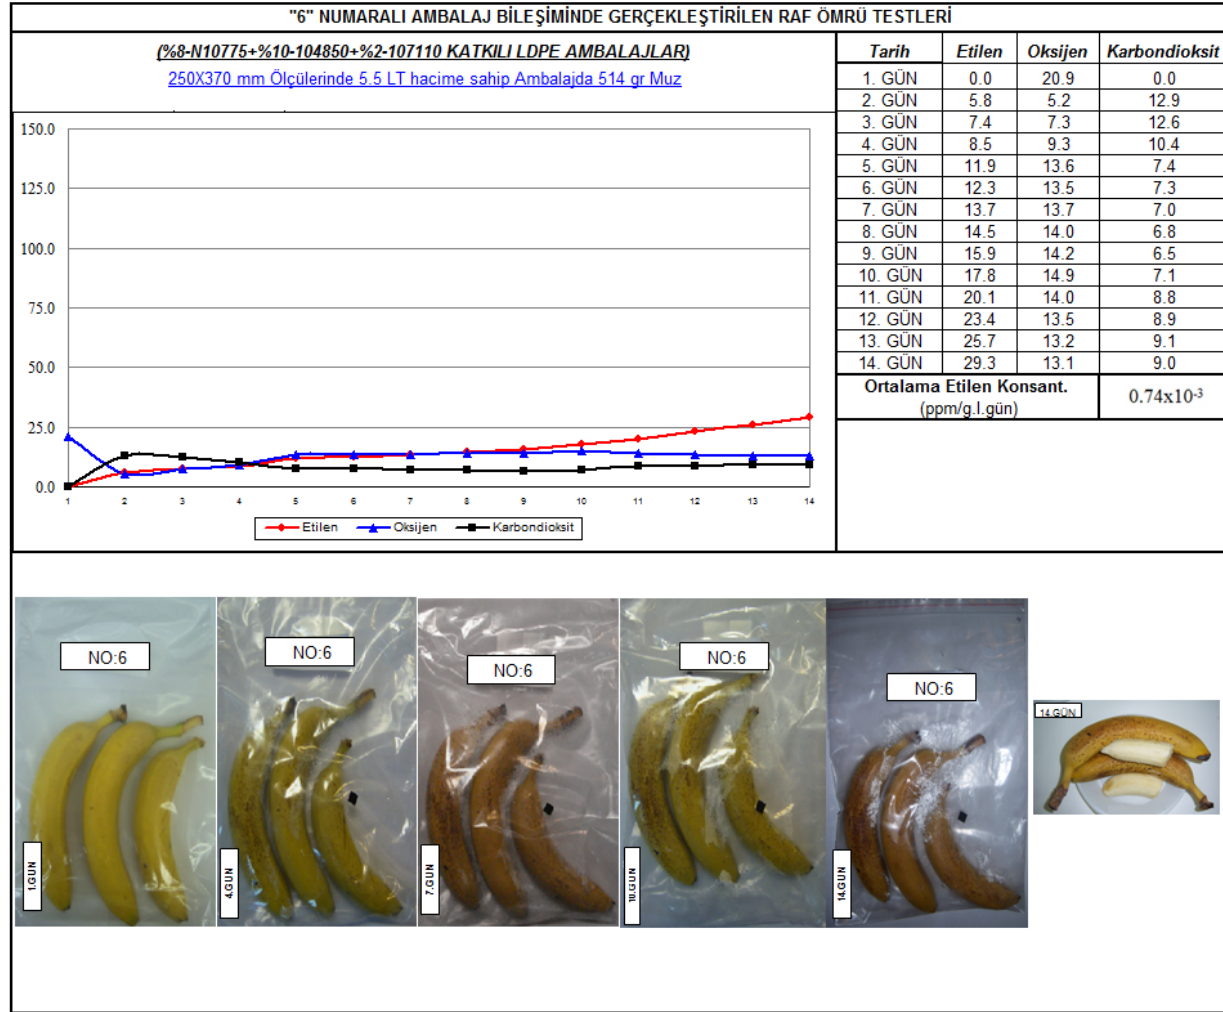 "6" NUMARALI AMBALAJ BİLEŞİMİNDE GERÇEKLEŞTİRİLEN RAF ÖMRÜ TESTLERİ
(%8-N10775+%10-104850+%2-107110 KATKILI LDPE AMBALAJLAR)
250X370 mm Ölçülerinde 5.5 LT hacime sahip Ambalajda 514 gr Muz
150.0
125.0
100.0
75.0
50.0
25.0
0.0
1 2 3 4 5 6 7 8 9 10 11 12 13 14
Etilen Oksijen Karbondioksit
Tarih Etilen Oksijen Karbondioksit
1. GÜN 0.0 20.9 0.0
2. GÜN 5.8 5.2 12.9
3. GÜN 7.4 7.3 12.6
4. GÜN 8.5 9.3 10.4
5. GÜN 11.9 13.6 7.4
6. GÜN 12.3 13.5 7.3
7. GÜN 13.7 13.7 7.0
8. GÜN 14.5 14.0 6.8
9. GÜN 15.9 14.2 6.5
10. GÜN 17.8 14.9 7.1
11. GÜN 20.1 14.0 8.8
12. GÜN 23.4 13.5 8.9
13. GÜN 25.7 13.2 9.1
14. GÜN 29.3 13.1 9.0
Ortalama Etilen Konsant.
(ppm/g.l.gün)
0.74x10⁻³
NO:6
1.GUN
NO:6
4.GUN
NO:6
7.GUN
NO:6
10.GUN
NO:6
14.GUN
14.GÜN